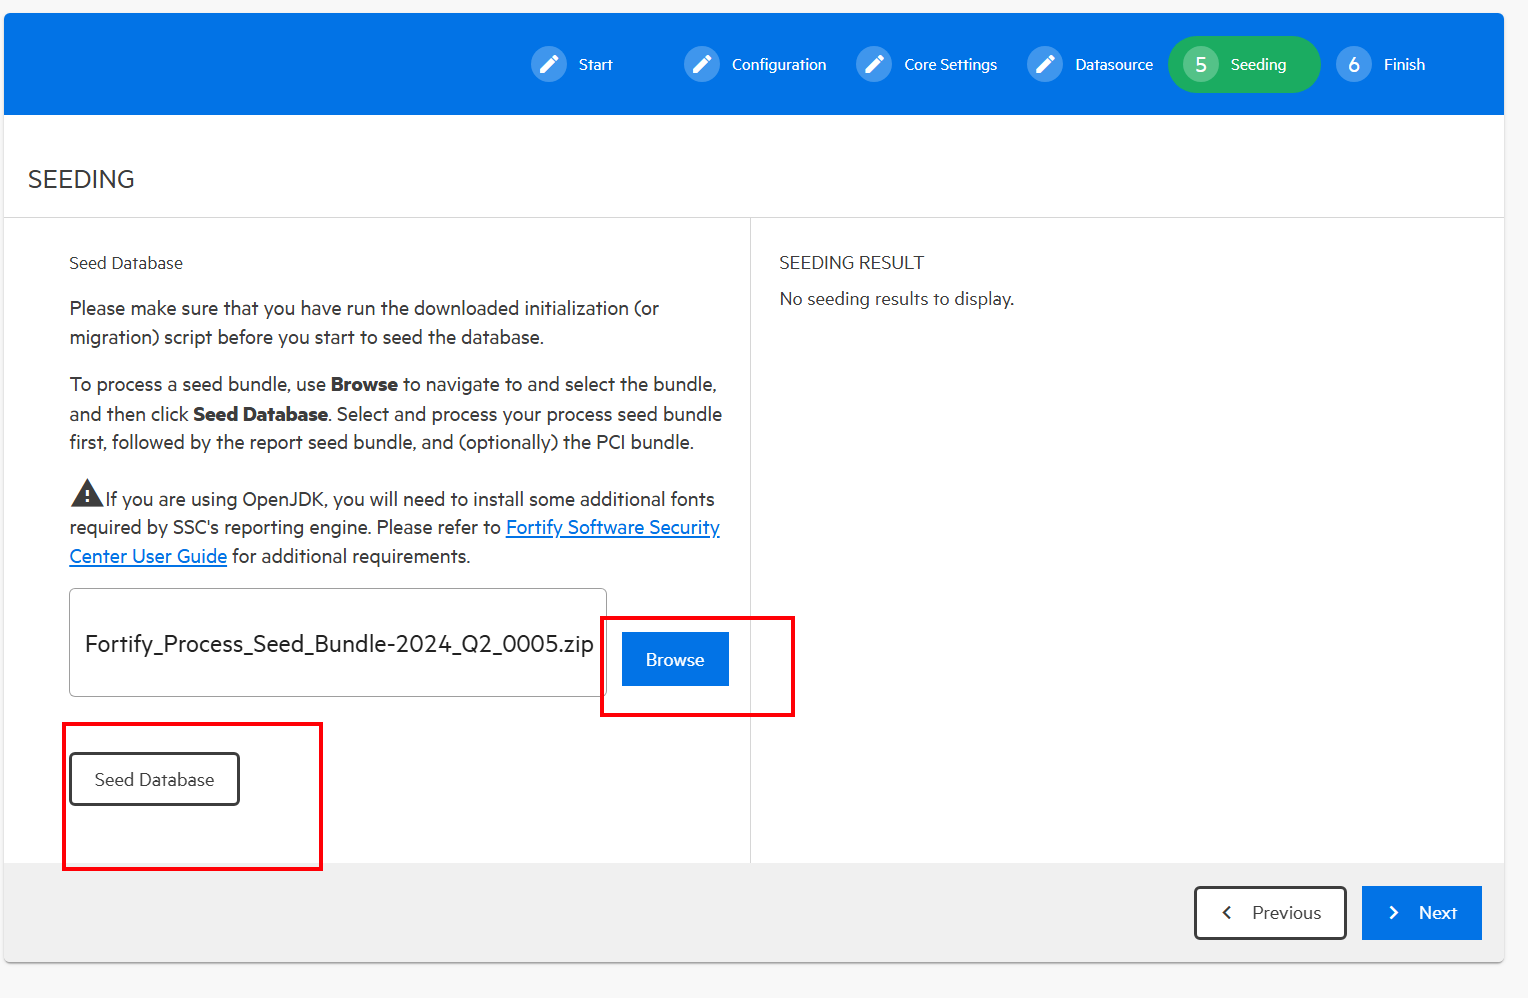 Start
Configuration
Core Settings
Datasource
5 Seeding
6 Finish
SEEDING
Seed Database
Please make sure that you have run the downloaded initialization (or
migration) script before you start to seed the database.
To process a seed bundle, use Browse to navigate to and select the bundle,
and then click Seed Database. Select and process your process seed bundle
first, followed by the report seed bundle, and (optionally) the PCI bundle.
If you are using OpenJDK, you will need to install some additional fonts
required by SSC's reporting engine. Please refer to Fortify Software Security
Center User Guide for additional requirements.
Fortify_Process_Seed_Bundle-2024_Q2_0005.zip
Browse
Seed Database
SEEDING RESULT
No seeding results to display.
Previous
Next